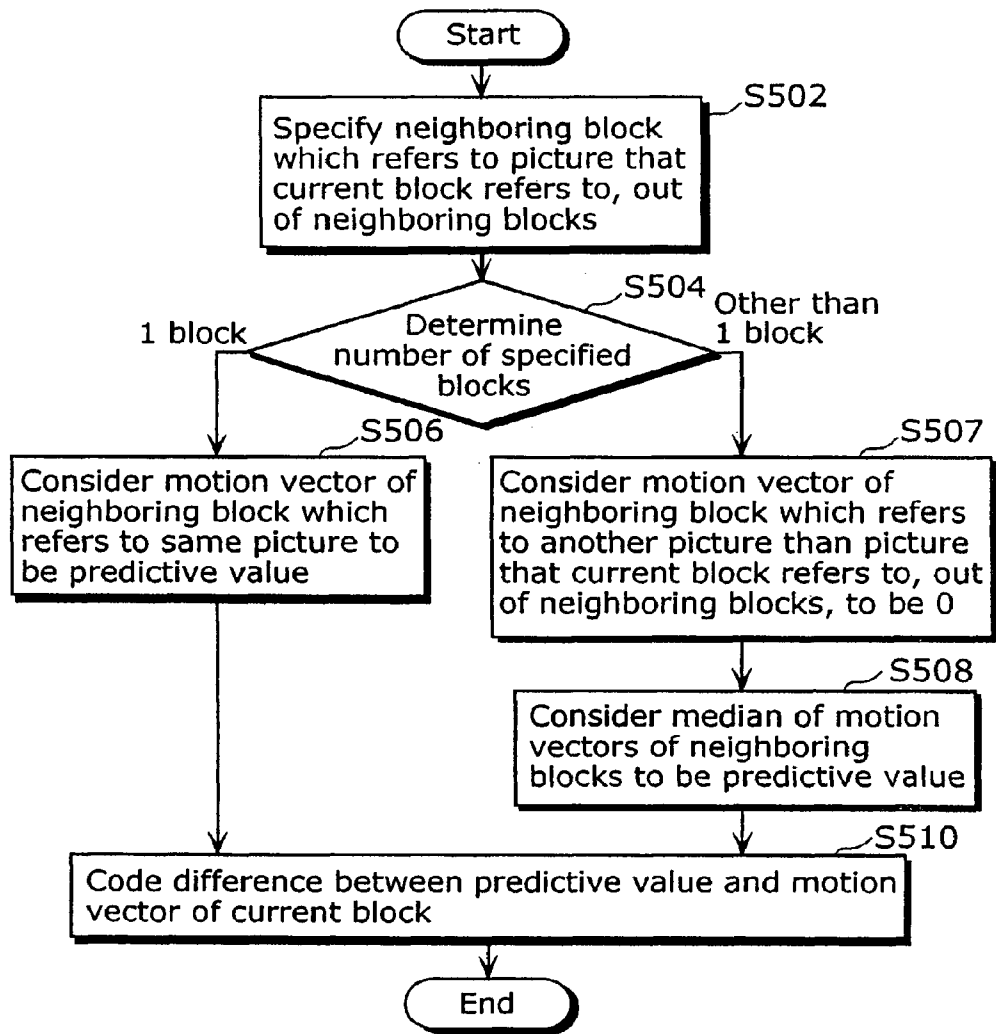 Start
S502
Specify neighboring block
which refers to picture that
current block refers to, out
of neighboring blocks
S504
1 block
Other than
1 block
Determine
number of specified
blocks
S506
Consider motion vector of
neighboring block which
refers to same picture to
be predictive value
S507
Consider motion vector of
neighboring block which refers
to another picture than picture
that current block refers to, out
of neighboring blocks, to be 0
S508
Consider median of motion
vectors of neighboring
blocks to be predictive value
S510
Code difference between predictive value and motion
vector of current block
End